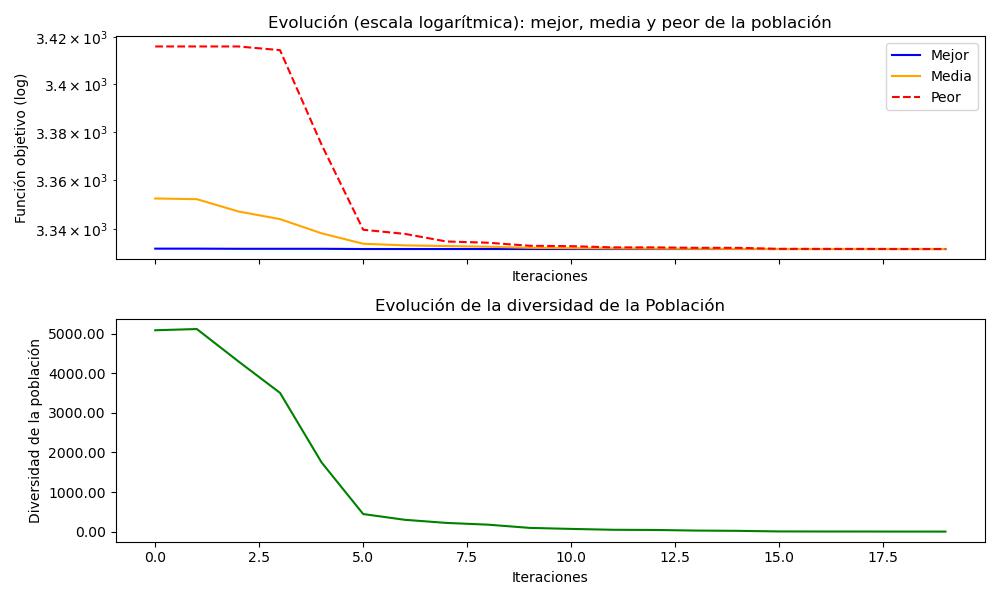 Evolución (escala logarítmica): mejor, media y peor de la población
3.42 × 10³
3.4 × 10³
3.38 × 10³
3.36 × 10³
3.34 × 10³
Función objetivo (log)
Mejor
Media
Peor
Iteraciones
Evolución de la diversidad de la Población
5000.00
4000.00
3000.00
2000.00
1000.00
0.00
Diversidad de la población
0.0 2.5 5.0 7.5 10.0 12.5 15.0 17.5
Iteraciones